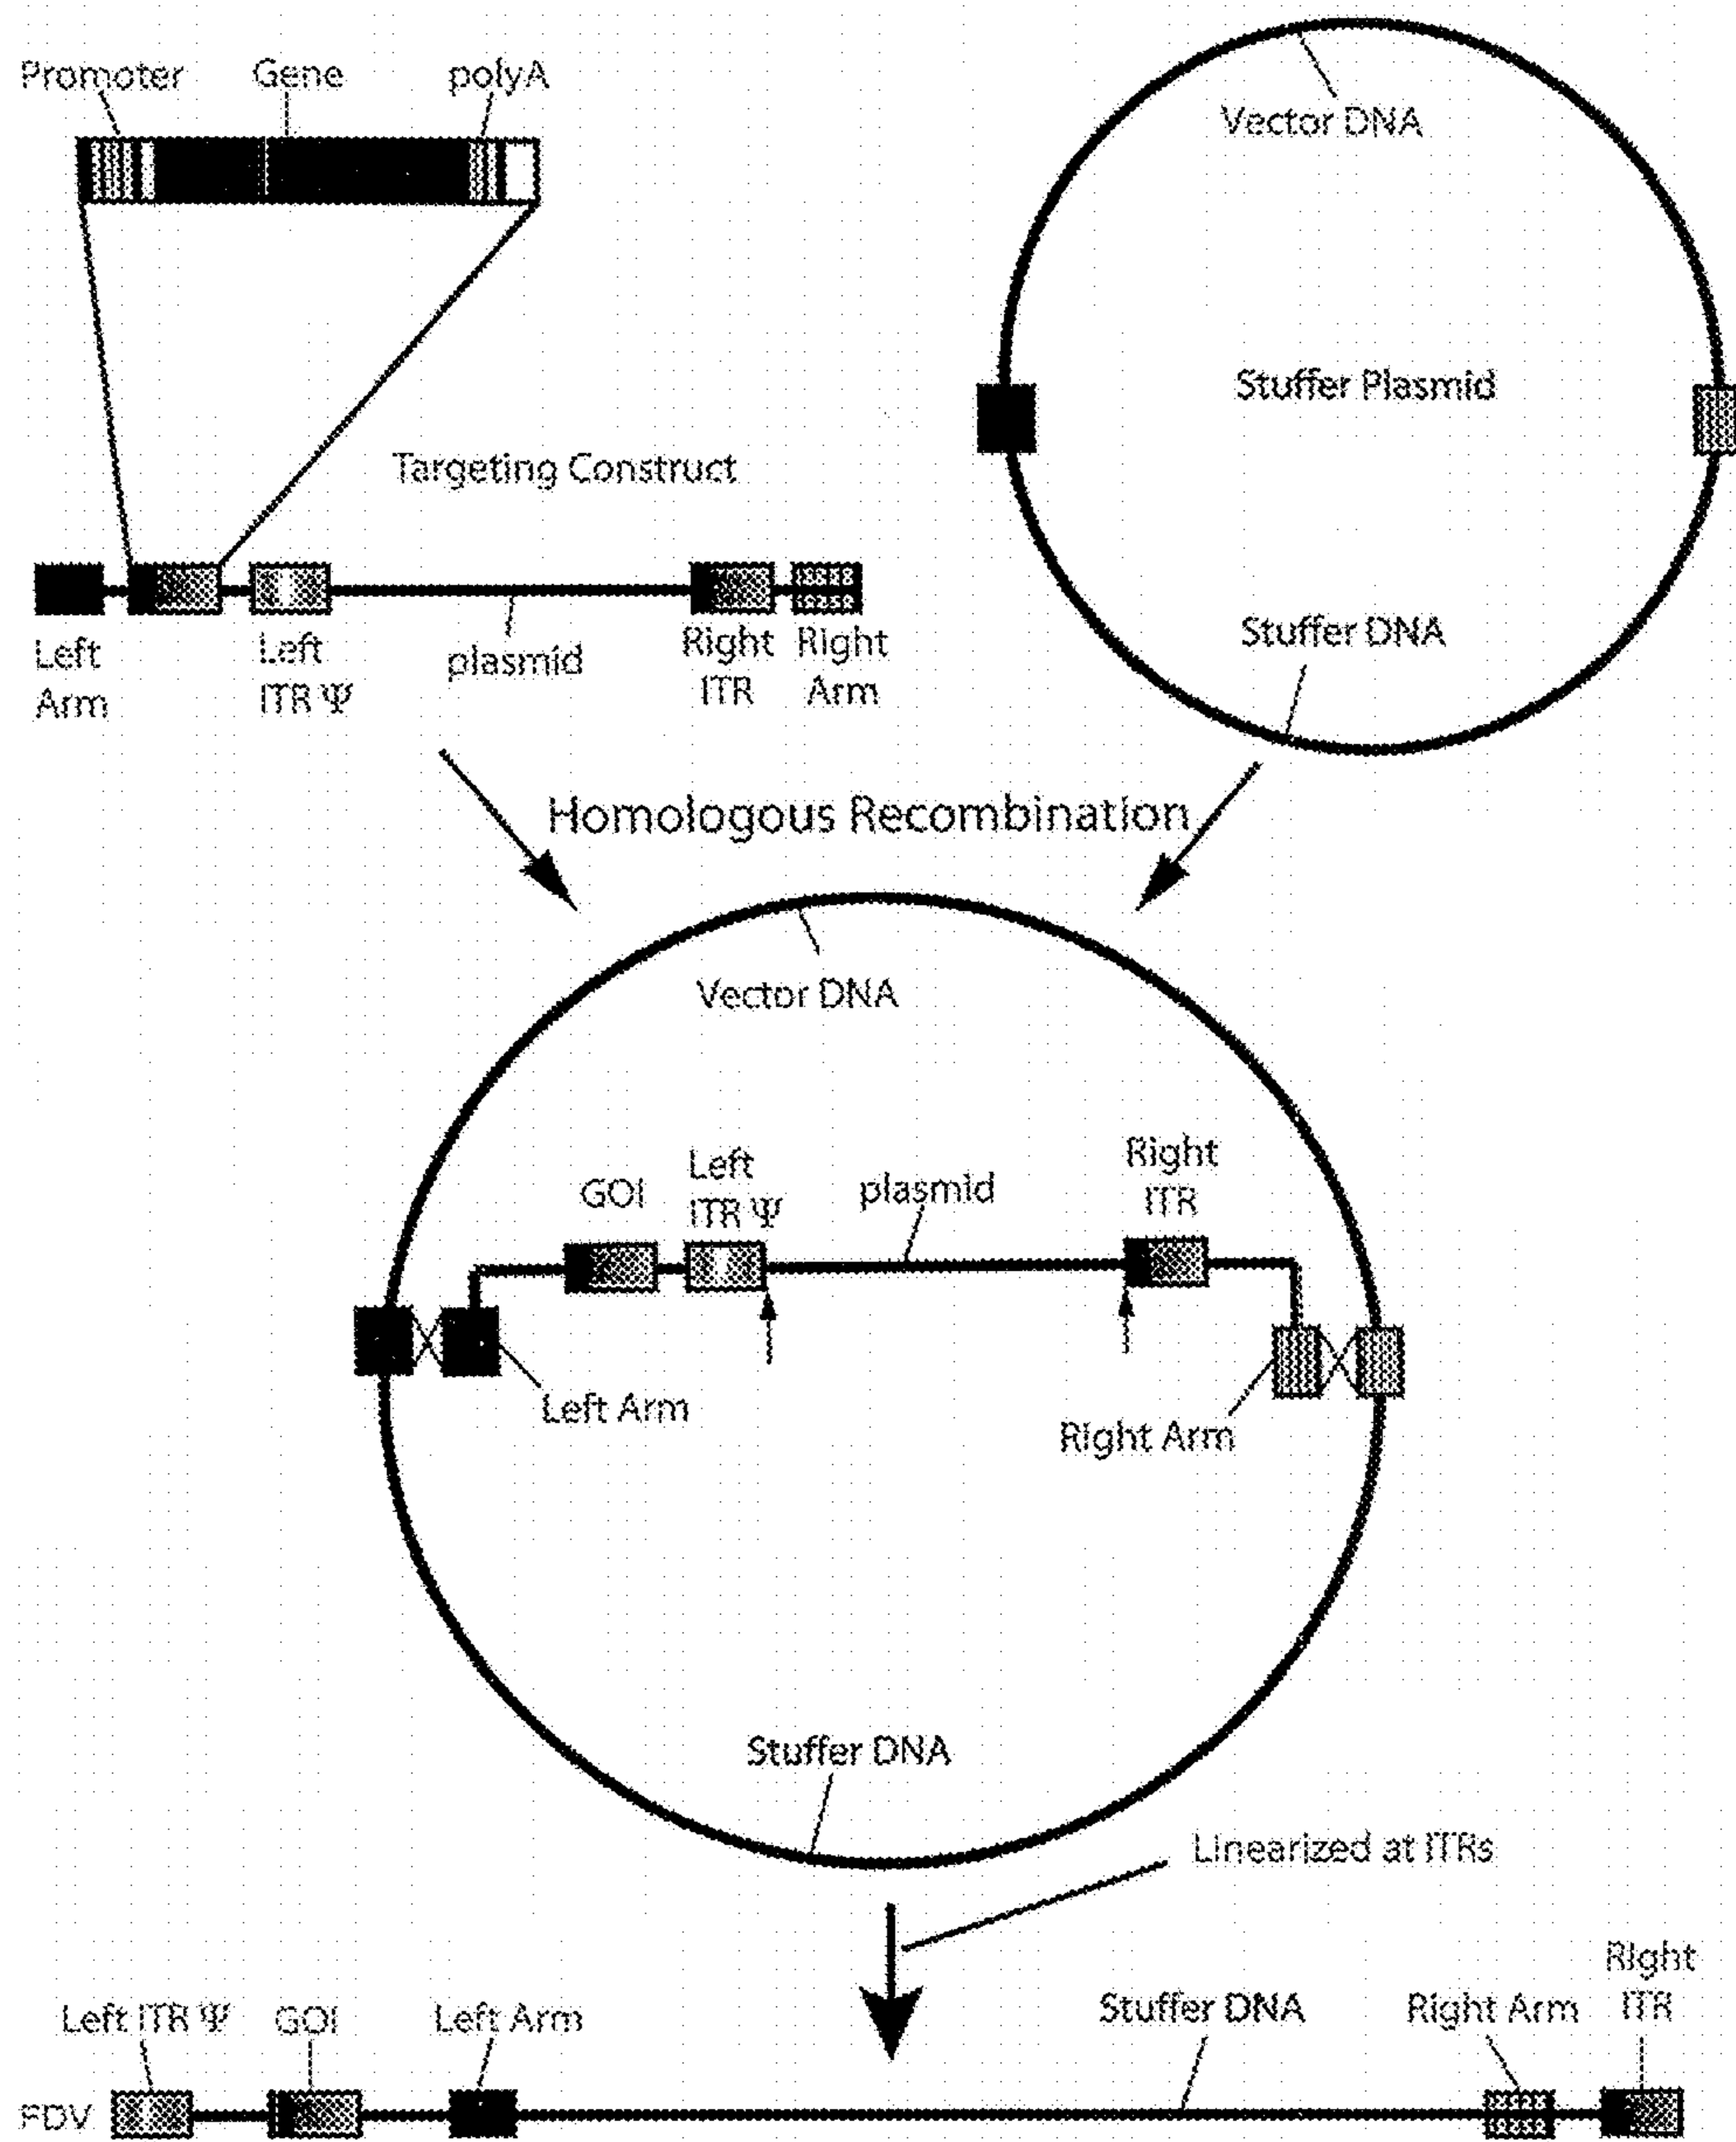 Promoter Gene polyA
Vector DNA
Stuffer Plasmid
Targeting Construct
Stuffer DNA
Left
Arm
Left
ITR Ψ
plasmid
Right
ITR
Right
Arm
Homologous Recombination
Vector DNA
GOI
Left
ITR Ψ
plasmid
Right
ITR
Left Arm
Right Arm
Stuffer DNA
Linearized at ITRs
Left ITR Ψ GOI Left Arm Stuffer DNA Right Arm
Right
ITR
FDV